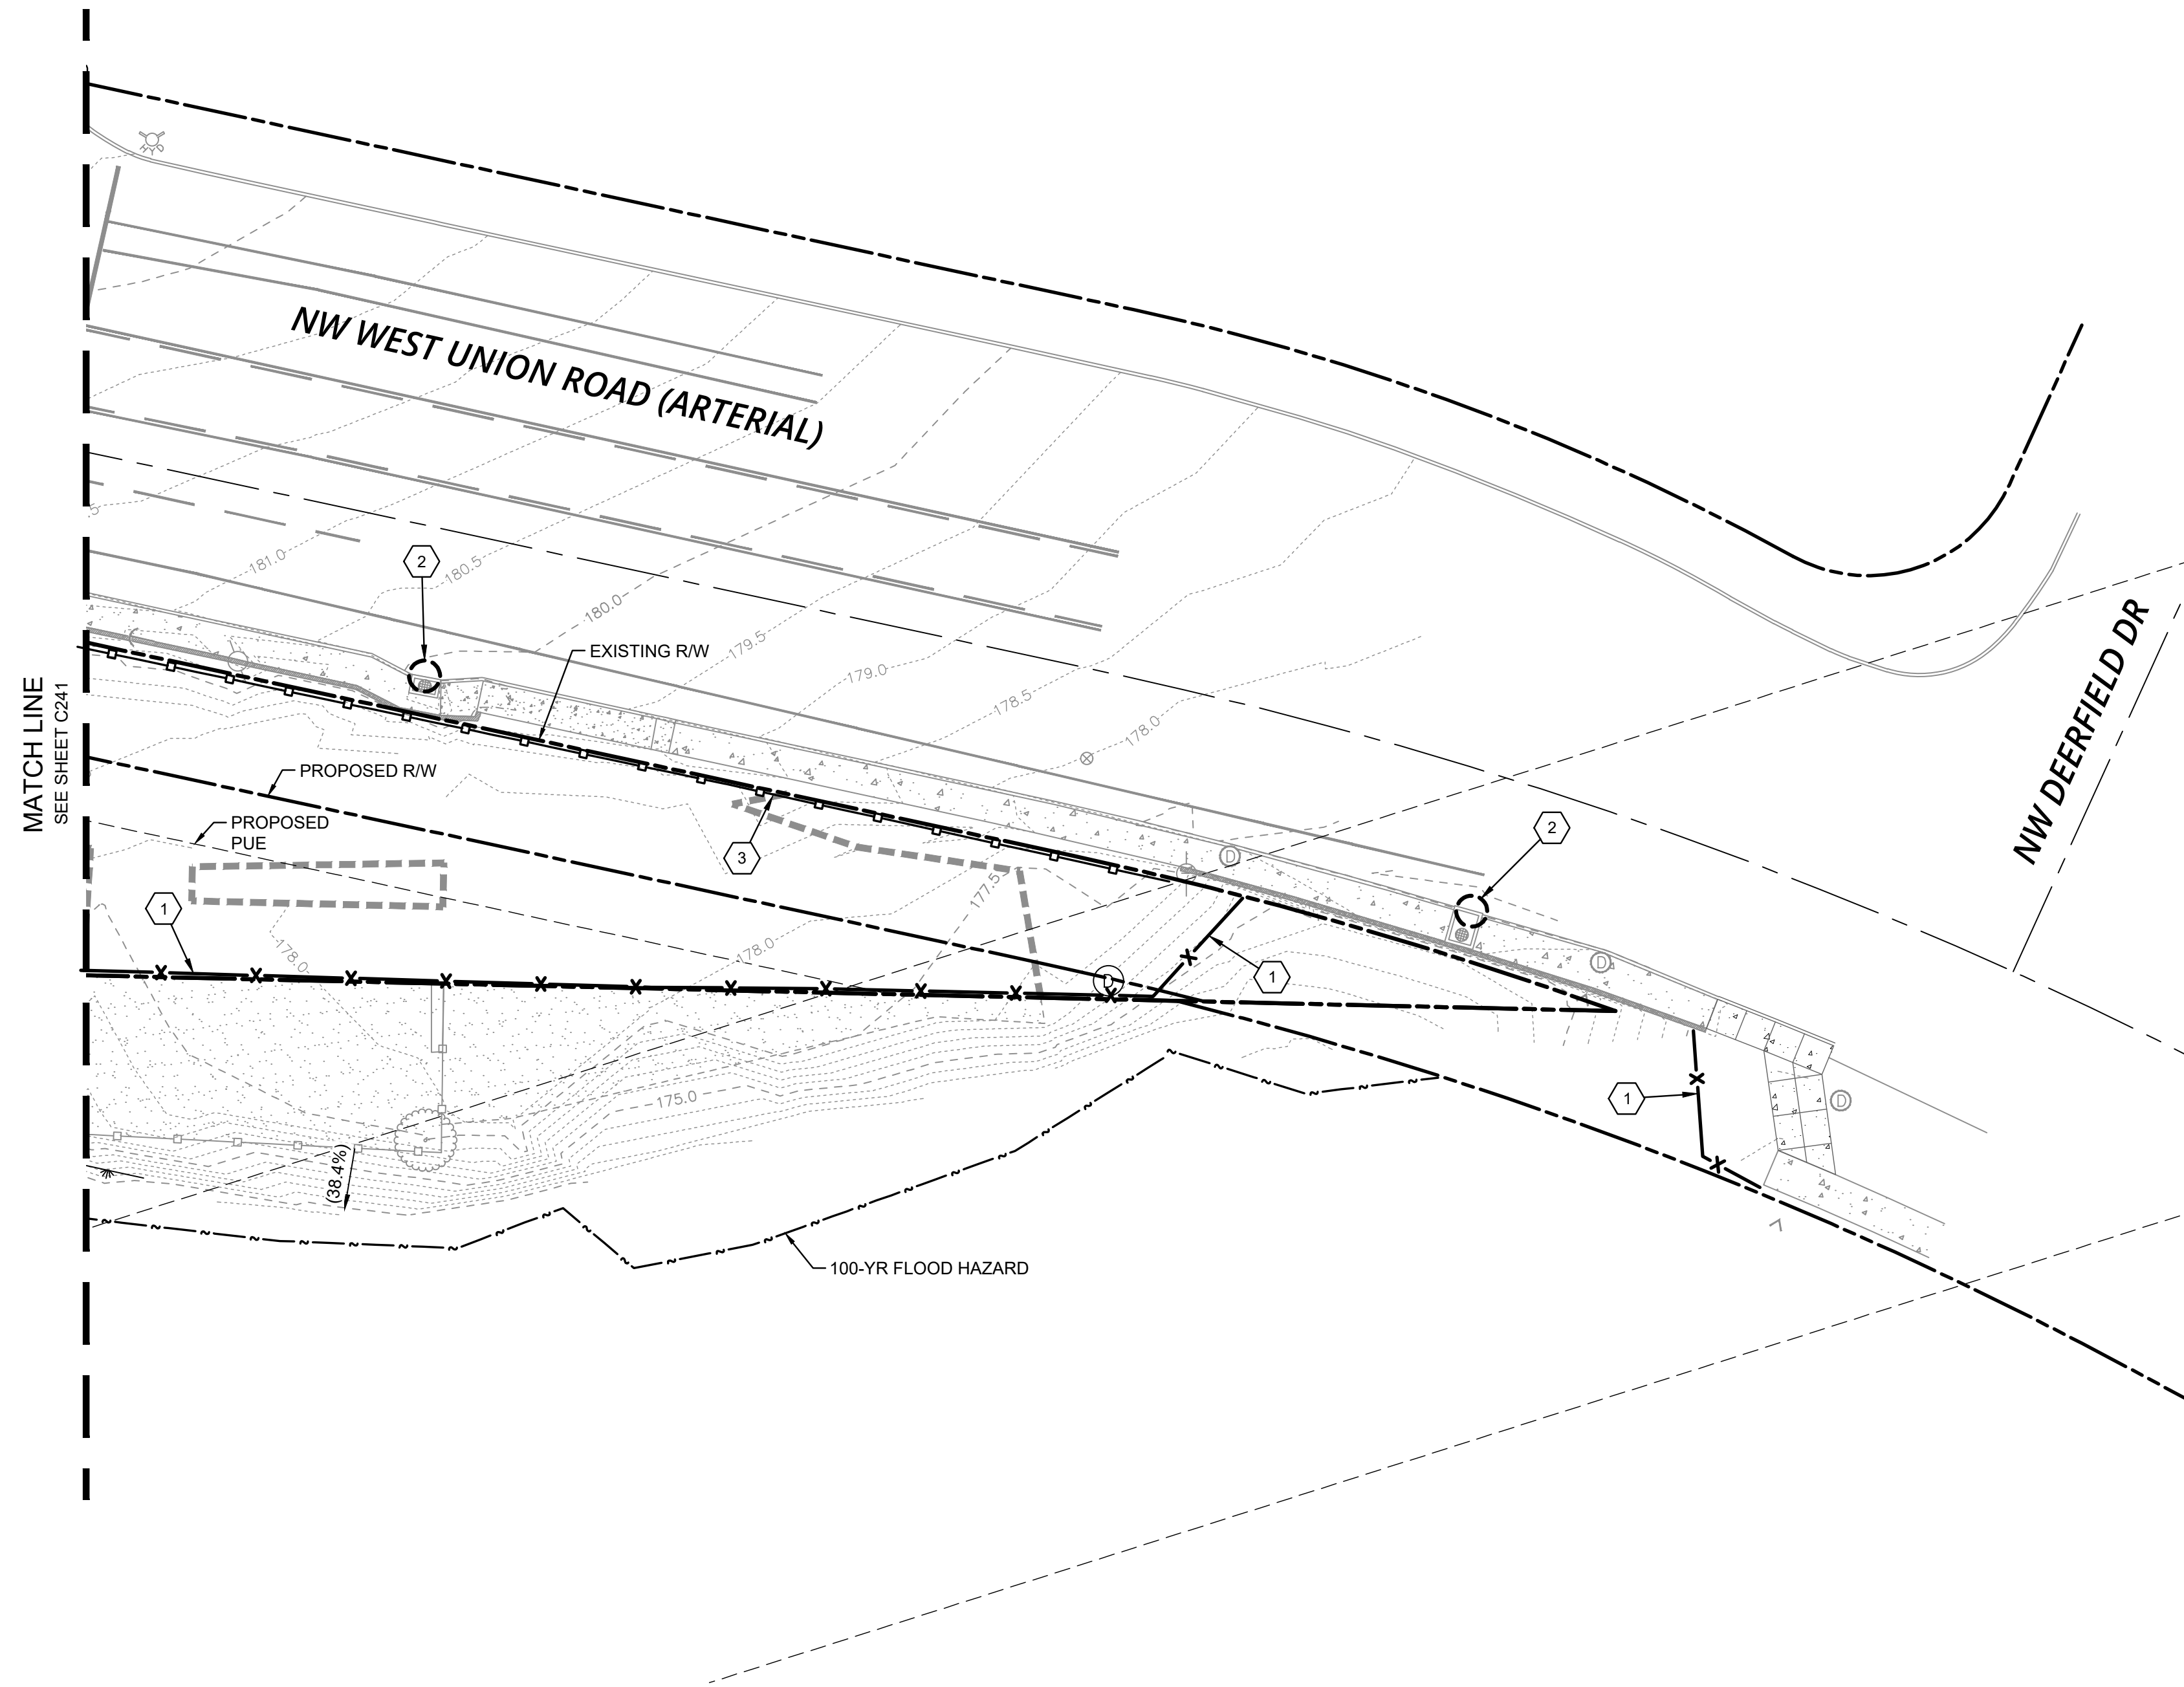 NW WEST UNION ROAD (ARTERIAL)
NW DEERFIELD DR
MATCH LINE
SEE SHEET C241
181.0
2
180.5
180.0
EXISTING R/W
179.5
179.0
178.5
178.0
PROPOSED R/W
PROPOSED
PUE
3
2
D
1
178.0
177.5
178.0
D
1
D
175.0
1
D
(38.4%)
100-YR FLOOD HAZARD